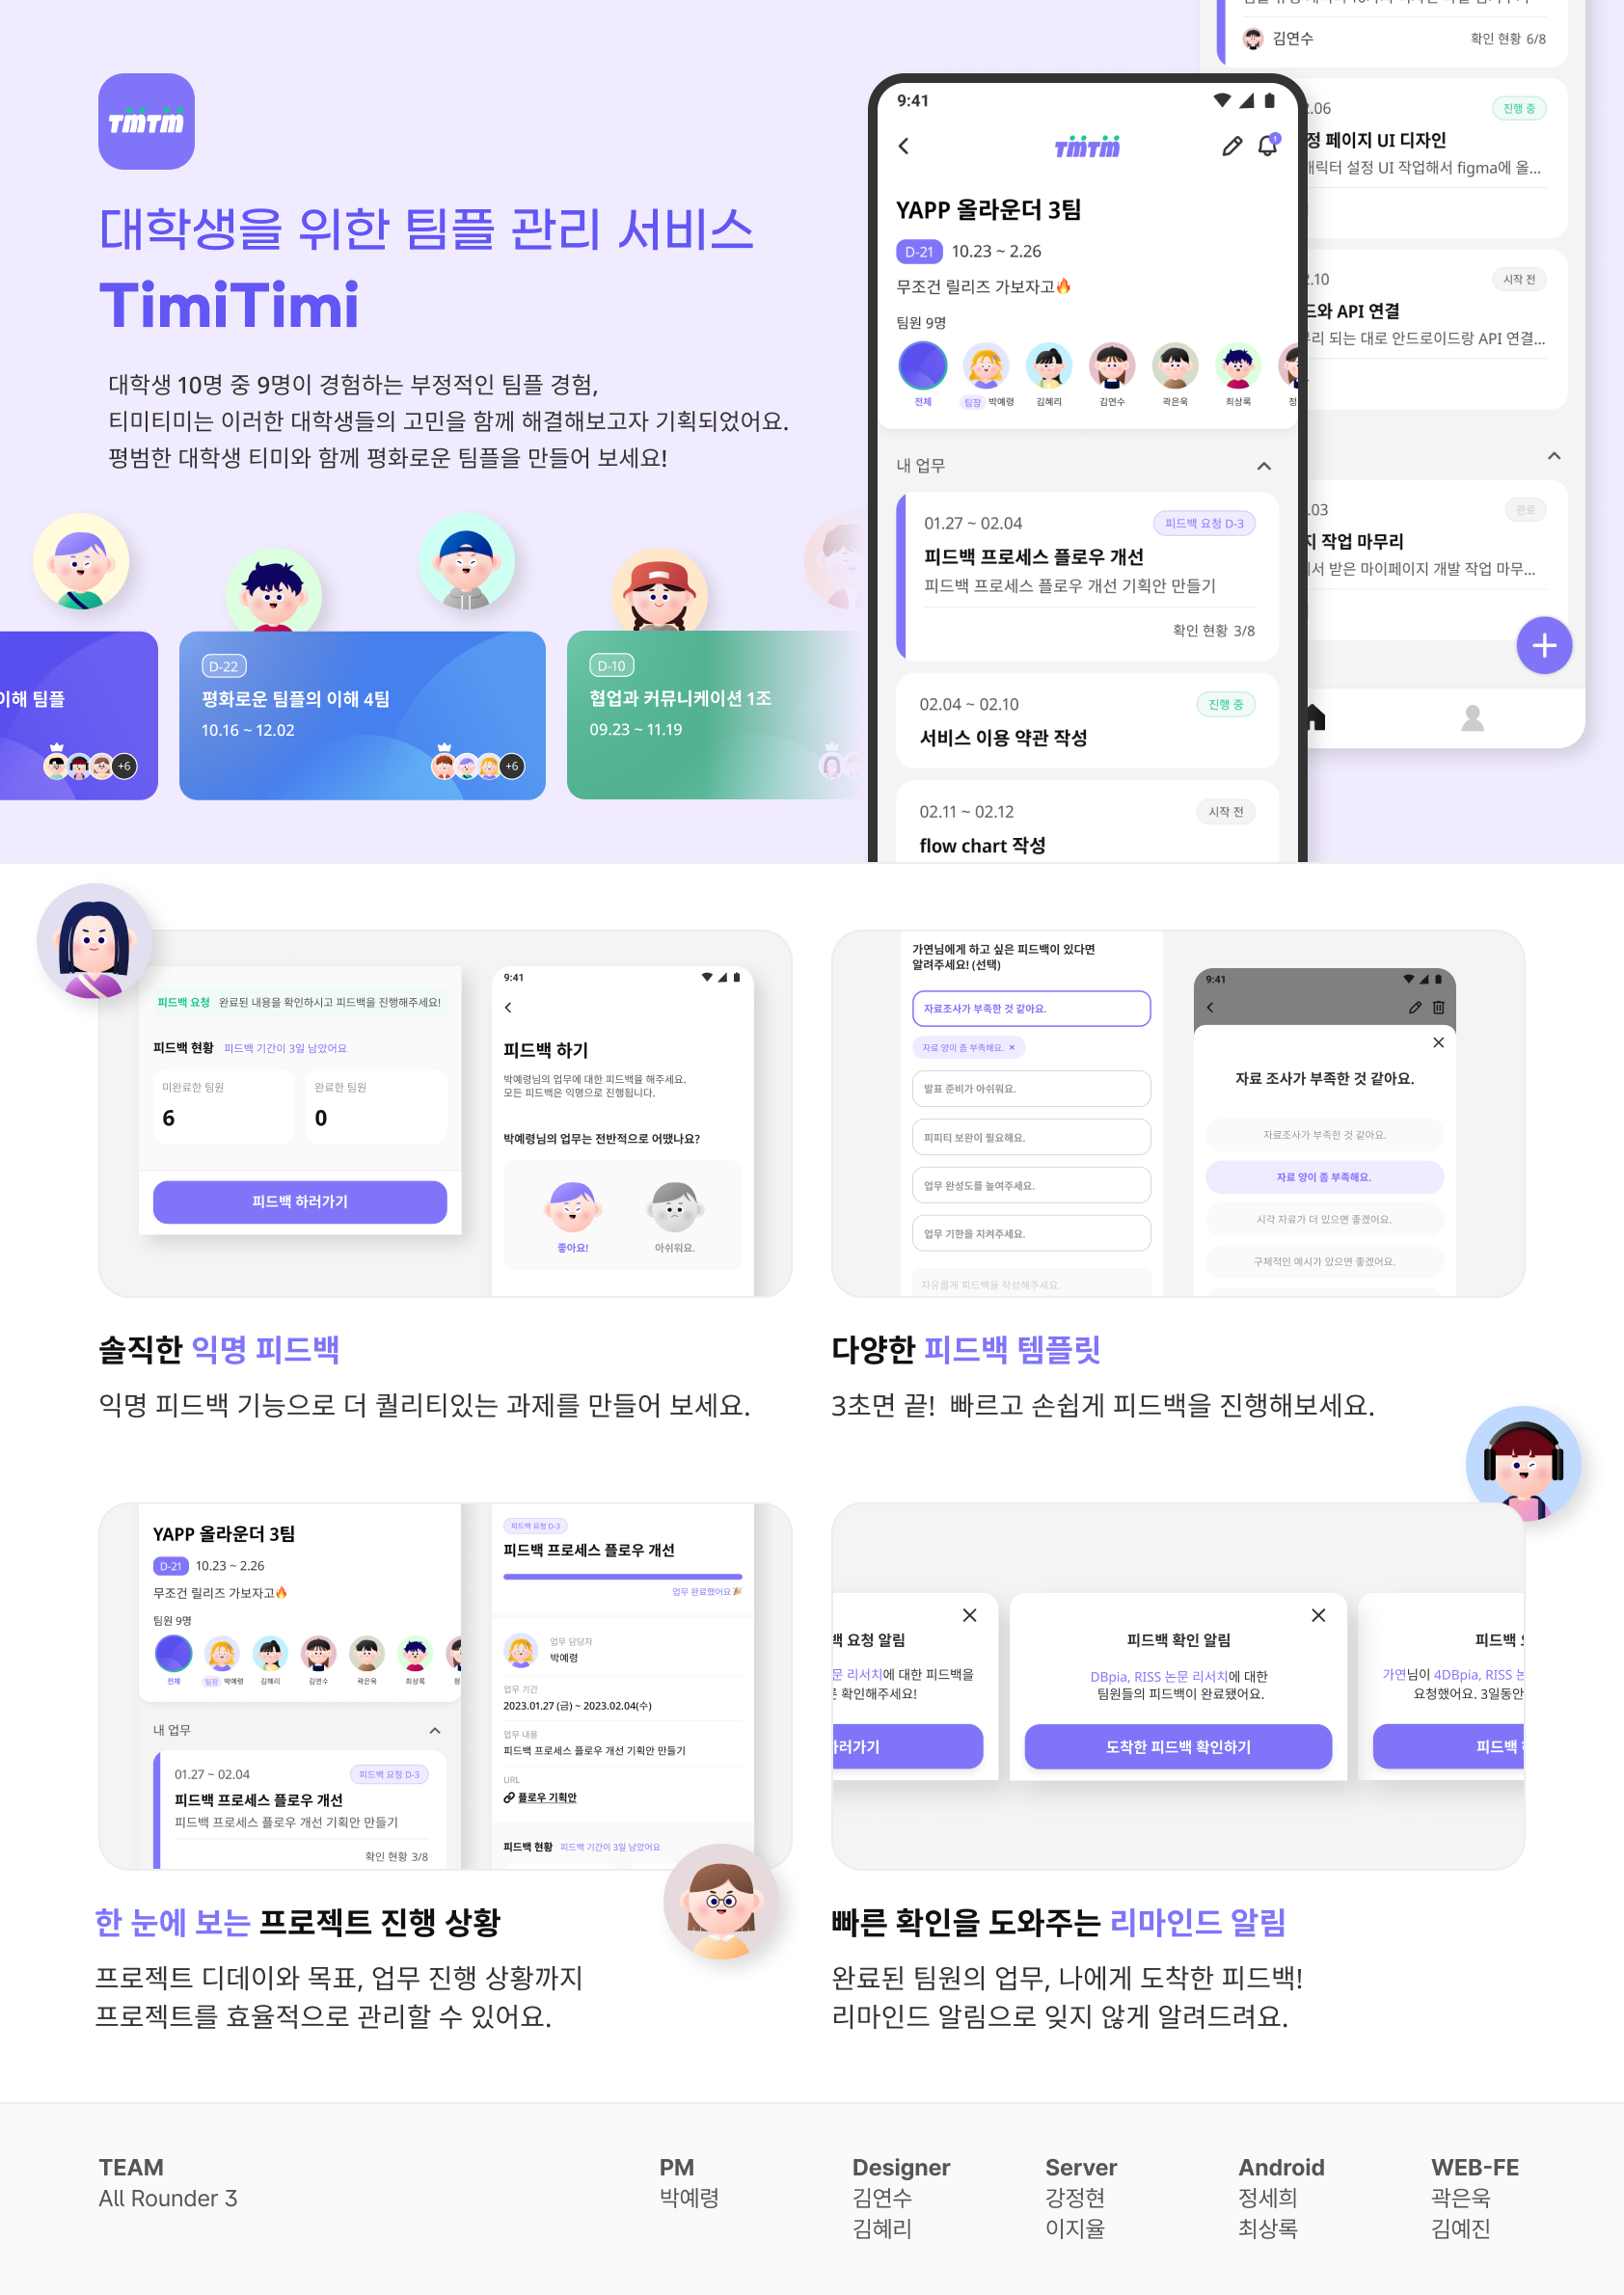 TMTM
대학생을 위한 팀플 관리 서비스
TimiTimi
대학생 10명 중 9명이 경험하는 부정적인 팀플 경험,
티미티미는 이러한 대학생들의 고민을 함께 해결해보고자 기획되었어요.
평범한 대학생 티미와 함께 평화로운 팀플을 만들어 보세요!
이해 팀플
+6
D-22
평화로운 팀플의 이해 4팀
10.16 ~ 12.02
+6
D-10
협업과 커뮤니케이션 1조
09.23 ~ 11.19
9:41
TMTM
1
YAPP 올라운더 3팀
D-21 10.23 ~ 2.26
무조건 릴리즈 가보자고🔥
팀원 9명
전체 팀장 박예령 김혜리 김연수 곽은욱 최상록 정
내 업무
01.27 ~ 02.04 피드백 요청 D-3
피드백 프로세스 플로우 개선
피드백 프로세스 플로우 개선 기획안 만들기
확인 현황 3/8
02.04 ~ 02.10 진행 중
서비스 이용 약관 작성
02.11 ~ 02.12 시작 전
flow chart 작성
김연수 확인 현황 6/8
.06 진행 중
정 페이지 UI 디자인
캐릭터 설정 UI 작업해서 figma에 올...
.10 시작 전
드와 API 연결
무리 되는 대로 안드로이드랑 API 연결...
.03 완료
지 작업 마무리
에서 받은 마이페이지 개발 작업 마무...
피드백 요청 완료된 내용을 확인하시고 피드백을 진행해주세요!
피드백 현황 피드백 기간이 3일 남았어요
미완료한 팀원 완료한 팀원
6 0
피드백 하러가기
9:41
피드백 하기
박예령님의 업무에 대한 피드백을 해주세요.
모든 피드백은 익명으로 진행됩니다.
박예령님의 업무는 전반적으로 어땠나요?
좋아요! 아쉬워요.
솔직한 익명 피드백
익명 피드백 기능으로 더 퀄리티있는 과제를 만들어 보세요.
가연님에게 하고 싶은 피드백이 있다면
알려주세요! (선택)
자료조사가 부족한 것 같아요.
자료 양이 좀 부족해요. ×
발표 준비가 아쉬워요.
피피티 보완이 필요해요.
업무 완성도를 높여주세요.
업무 기한을 지켜주세요.
자유롭게 피드백을 작성해주세요.
9:41
자료 조사가 부족한 것 같아요.
자료조사가 부족한 것 같아요.
자료 양이 좀 부족해요.
시각 자료가 더 있으면 좋겠어요.
구체적인 예시가 있으면 좋겠어요.
다양한 피드백 템플릿
3초면 끝! 빠르고 손쉽게 피드백을 진행해보세요.
YAPP 올라운더 3팀
D-21 10.23 ~ 2.26
무조건 릴리즈 가보자고🔥
팀원 9명
전체 팀장 박예령 김혜리 김연수 곽은욱 최상록 정
내 업무
01.27 ~ 02.04 피드백 요청 D-3
피드백 프로세스 플로우 개선
피드백 프로세스 플로우 개선 기획안 만들기
확인 현황 3/8
피드백 요청 D-3
피드백 프로세스 플로우 개선
업무 완료했어요🎉
업무 담당자
박예령
업무 기간
2023.01.27 (금) ~ 2023.02.04(수)
업무 내용
피드백 프로세스 플로우 개선 기획안 만들기
URL
플로우 기획안
피드백 현황 피드백 기간이 3일 남았어요
한 눈에 보는 프로젝트 진행 상황
프로젝트 디데이와 목표, 업무 진행 상황까지
프로젝트를 효율적으로 관리할 수 있어요.
백 요청 알림
문 리서치에 대한 피드백을
확인해주세요!
하러가기
피드백 확인 알림
DBpia, RISS 논문 리서치에 대한
팀원들의 피드백이 완료됐어요.
도착한 피드백 확인하기
피드백
가연님이 4DBpia, RISS 논
요청했어요. 3일동안
피드백
빠른 확인을 도와주는 리마인드 알림
완료된 팀원의 업무, 나에게 도착한 피드백!
리마인드 알림으로 잊지 않게 알려드려요.
TEAM
All Rounder 3
PM
박예령
Designer
김연수
김혜리
Server
강정현
이지율
Android
정세희
최상록
WEB-FE
곽은욱
김예진